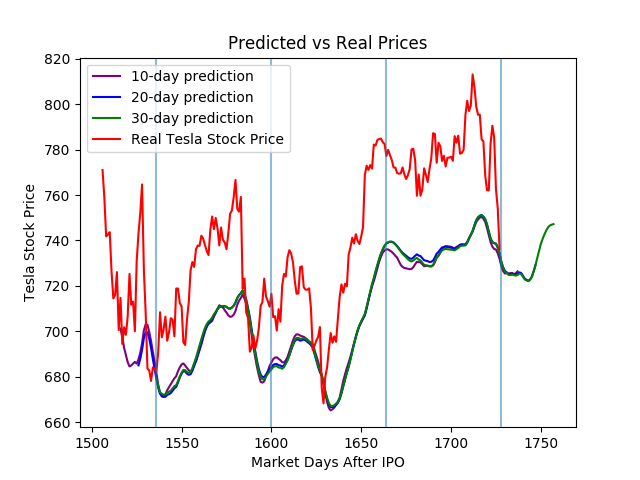 Predicted vs Real Prices
820
800
780
760
740
720
700
680
660
Tesla Stock Price
10-day prediction
20-day prediction
30-day prediction
Real Tesla Stock Price
1500 1550 1600 1650 1700 1750
Market Days After IPO